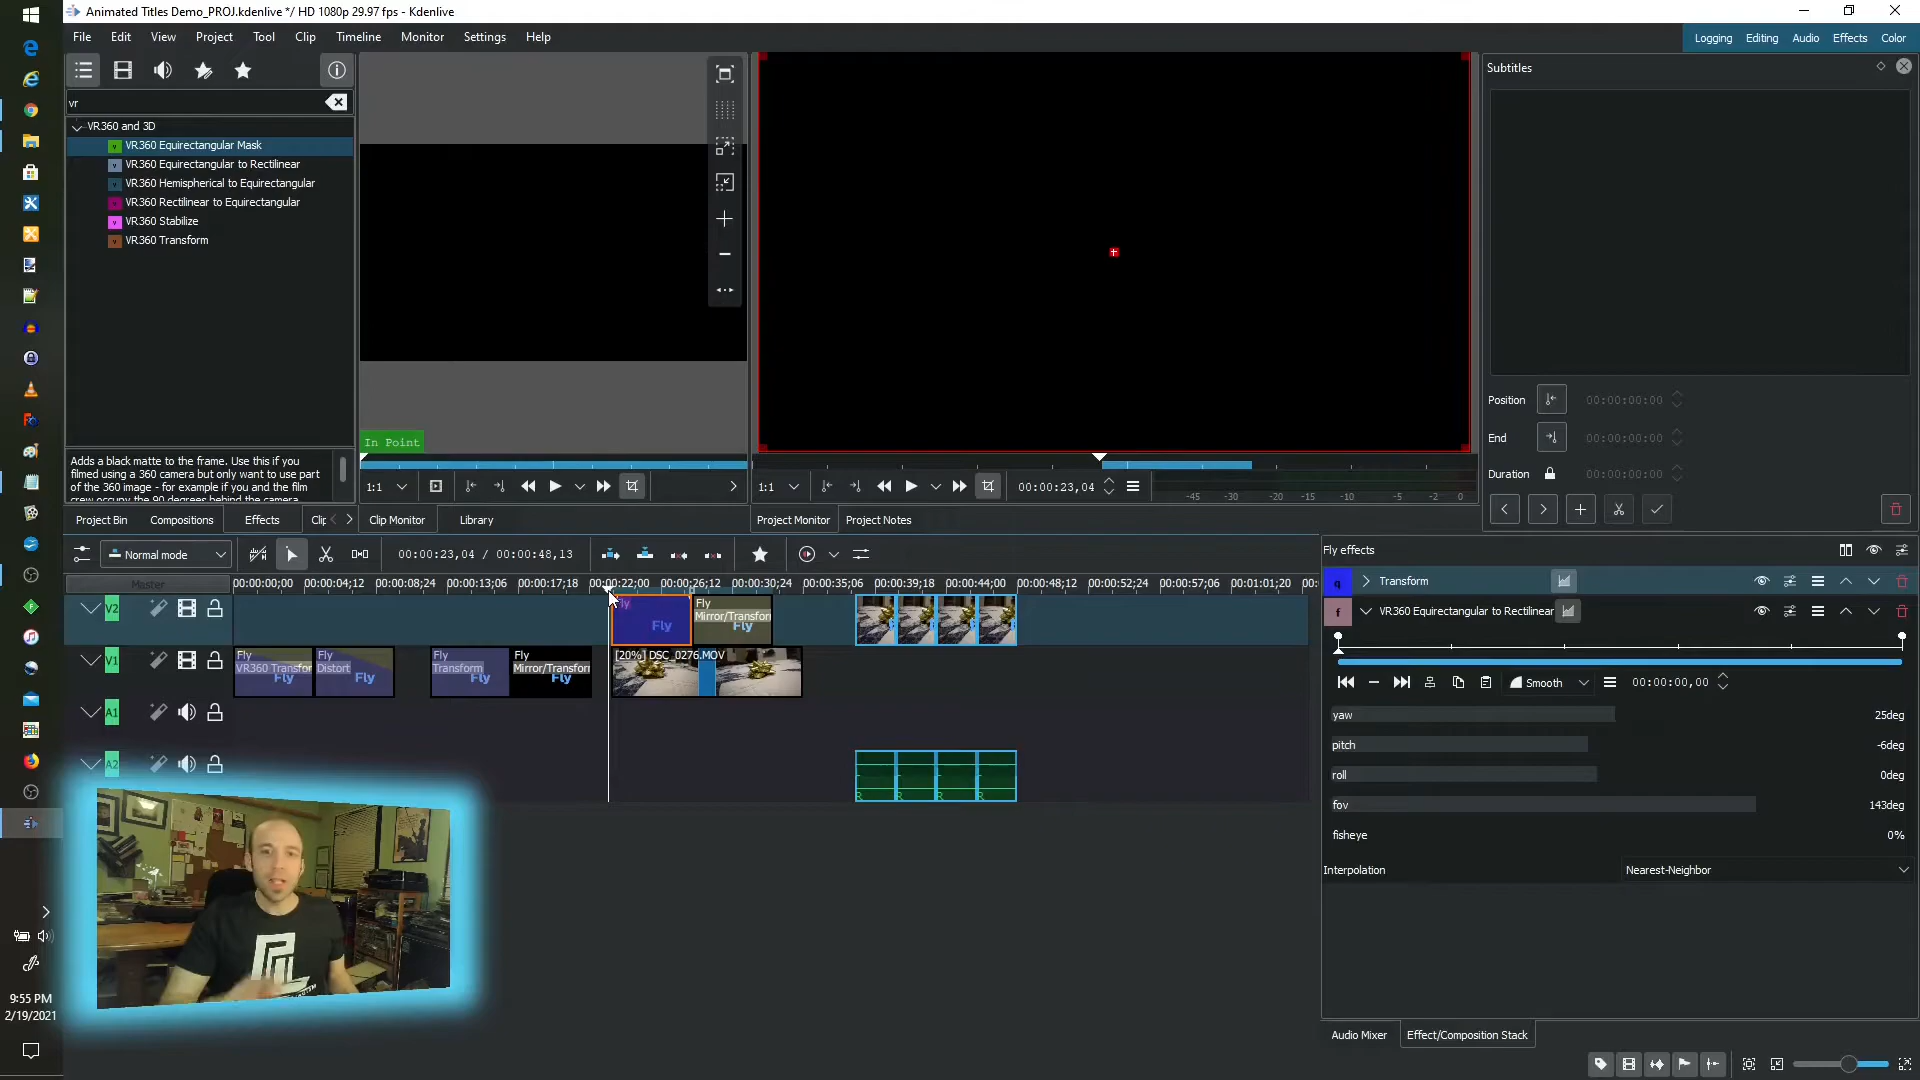 Animated Titles Demo_PROJ.kdenlive */ HD 1080p 29.97 fps - Kdenlive
File Edit View Project Tool Clip Timeline Monitor Settings Help
Logging Editing Audio Effects Color
vr
VR360 and 3D
VR360 Equirectangular Mask
VR360 Equirectangular to Rectilinear
VR360 Hemispherical to Equirectangular
VR360 Rectilinear to Equirectangular
VR360 Stabilize
VR360 Transform
Adds a black matte to the frame. Use this if you
filmed using a 360 camera but only want to use part
of the 360 image - for example if you and the film
crew occupy the 90 degrees behind the camera
In Point
1:1
1:1
00:00:23,04
-45 -30 -20 -15 -10 -5 -2 0
Project Bin Compositions Effects Clip
Clip Monitor Library
Project Monitor Project Notes
Subtitles
Position 00:00:00:00
End 00:00:00:00
Duration 00:00:00:00
Normal mode
00:00:23,04 / 00:00:48,13
Master
00:00:00;00 00:00:04;12 00:00:08;24 00:00:13;06 00:00:17;18 00:00:22;00 00:00:26;12 00:00:30;24 00:00:35;06 00:00:39;18 00:00:44;00 00:00:48;12 00:00:52;24 00:00:57;06 00:01:01;20 00:
V2
Fly
Fly
Fly
Mirror/Transfor
Fly
V1
Fly
VR360 Transfor
Fly
Fly
Distort
Fly
Fly
Transform
Fly
Fly
Mirror/Transfor
Fly
[20%] DSC_0276.MOV
A1
A2
R R R R
Fly effects
q Transform
f VR360 Equirectangular to Rectilinear
Smooth
00:00:00,00
yaw 25deg
pitch -6deg
roll 0deg
fov 143deg
fisheye 0%
Interpolation Nearest-Neighbor
Audio Mixer Effect/Composition Stack
9:55 PM
2/19/2021